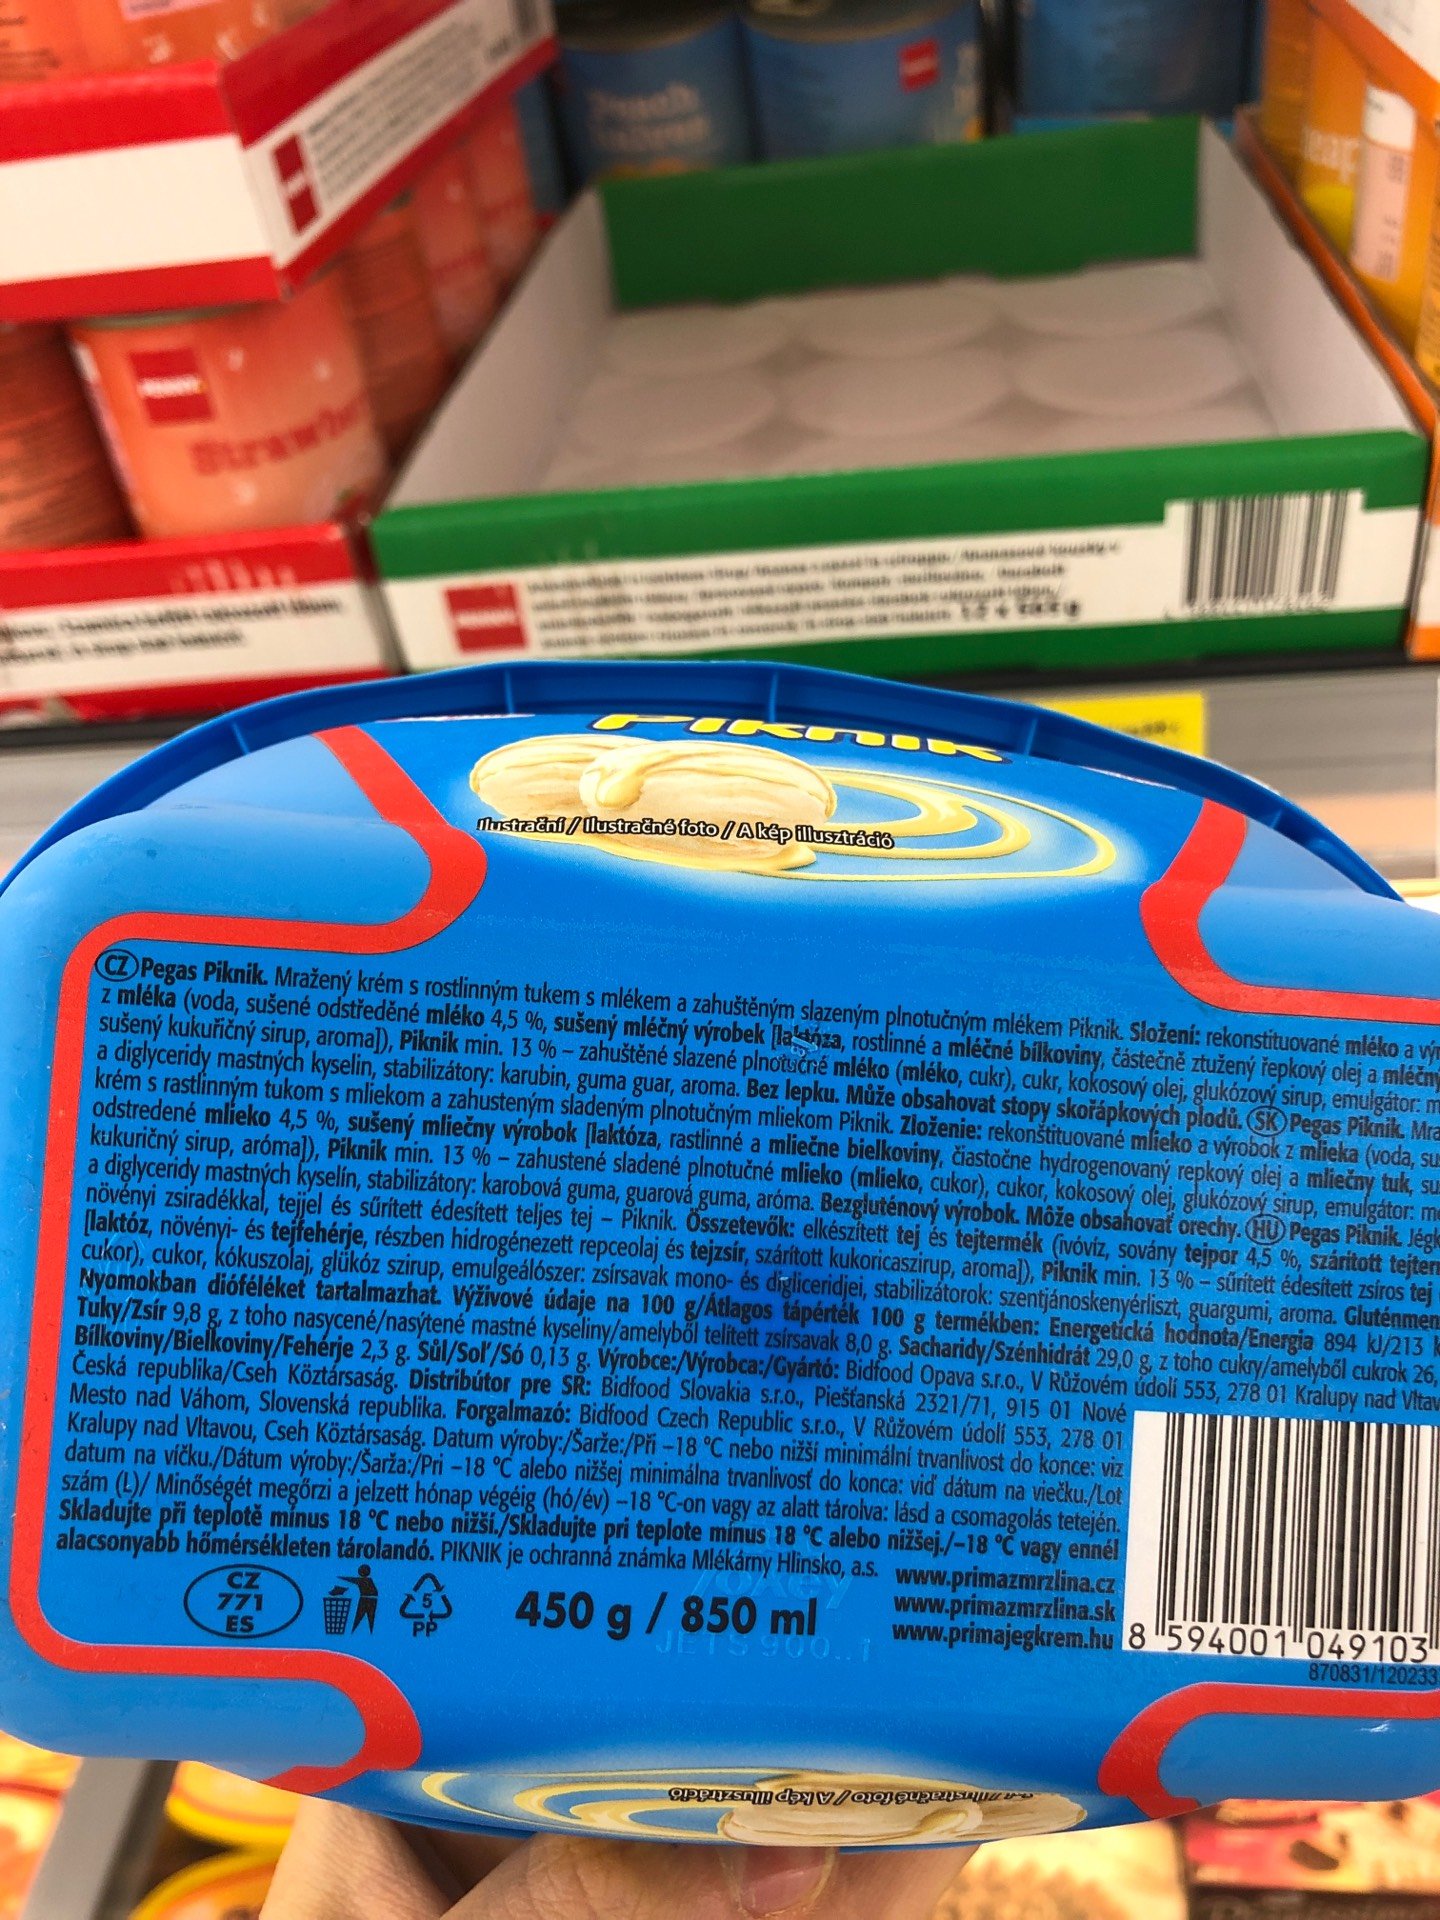 Peach
PENNY.
Strawber
PIKNIK
Ilustrační / Ilustračné foto / A kép illusztráció
CZ Pegas Piknik. Mražený krém s rostlinným tukem s mlékem a zahuštěným slazeným plnotučným mlékem Piknik. Složení: rekonstituované mléko a výr
z mléka (voda, sušené odstředěné mléko 4,5 %, sušený mléčný výrobek [laktóza, rostlinné a mléčné bílkoviny, částečně ztužený řepkový olej a mléčný
sušený kukuřičný sirup, aroma]), Piknik min. 13 % – zahuštěné slazené plnotučné mléko (mléko, cukr), cukr, kokosový olej, glukózový sirup, emulgátor: m
a diglyceridy mastných kyselin, stabilizátory: karubin, guma guar, aroma. Bez lepku. Může obsahovat stopy skořápkových plodů. SK Pegas Piknik. Mra
krém s rastlinným tukom s mliekom a zahusteným sladeným plnotučným mliekom Piknik. Zloženie: rekonštituované mlieko a výrobok z mlieka (voda, su
odstredené mlieko 4,5 %, sušený mliečny výrobok [laktóza, rastlinné a mliečne bielkoviny, čiastočne hydrogenovaný repkový olej a mliečny tuk, su
kukuričný sirup, aróma]), Piknik min. 13 % – zahustené sladené plnotučné mlieko (mlieko, cukor), cukor, kokosový olej, glukózový sirup, emulgátor: m
a diglyceridy mastných kyselín, stabilizátory: karobová guma, guarová guma, aróma. Bezgluténový výrobok. Môže obsahovať orechy. HU Pegas Piknik. Jégk
növényi zsiradékkal, tejjel és sűrített édesített teljes tej – Piknik. Összetevők: elkészített tej és tejtermék (ivóvíz, sovány tejpor 4,5 %, szárított tejterm
[laktóz, növényi- és tejfehérje, részben hidrogénezett repceolaj és tejzsír, szárított kukoricaszirup, aroma]), Piknik min. 13 % – sűrített édesített zsíros tej
cukor), cukor, kókuszolaj, glükóz szirup, emulgeálószer: zsírsavak mono- és digliceridjei, stabilizátorok: szentjánoskenyérliszt, guargumi, aroma. Gluténmen
Nyomokban dióféléket tartalmazhat. Výživové údaje na 100 g/Átlagos tápérték 100 g termékben: Energetická hodnota/Energia 894 kJ/213 k
Tuky/Zsír 9,8 g, z toho nasycené/nasýtené mastné kyseliny/amelyből telített zsírsavak 8,0 g. Sacharidy/Szénhidrát 29,0 g, z toho cukry/amelyből cukrok 26,
Bílkoviny/Bielkoviny/Fehérje 2,3 g. Sůl/Soľ/Só 0,13 g. Výrobce:/Výrobca:/Gyártó: Bidfood Opava s.r.o., V Růžovém údolí 553, 278 01 Kralupy nad Vltav
Česká republika/Cseh Köztársaság. Distribútor pre SR: Bidfood Slovakia s.r.o., Piešťanská 2321/71, 915 01 Nové
Mesto nad Váhom, Slovenská republika. Forgalmazó: Bidfood Czech Republic s.r.o., V Růžovém údolí 553, 278 01
Kralupy nad Vltavou, Cseh Köztársaság. Datum výroby:/Šarže:/Při –18 °C nebo nižší minimální trvanlivost do konce: viz
datum na víčku./Dátum výroby:/Šarža:/Pri –18 °C alebo nižšej minimálna trvanlivosť do konca: viď dátum na viečku./Lot
szám (L)/ Minőségét megőrzi a jelzett hónap végéig (hó/év) –18 °C-on vagy az alatt tárolva: lásd a csomagolás tetején.
Skladujte při teplotě mínus 18 °C nebo nižší./Skladujte pri teplote mínus 18 °C alebo nižšej./–18 °C vagy ennél
alacsonyabb hőmérsékleten tárolandó. PIKNIK je ochranná známka Mlékárny Hlinsko, a.s.
www.primazmrzlina.cz
www.primazmrzlina.sk
www.primajegkrem.hu
CZ
771
ES
5
PP
450 g / 850 ml
8 594001 049103
870831/120233
Ilustračné foto / A kép illusztráció